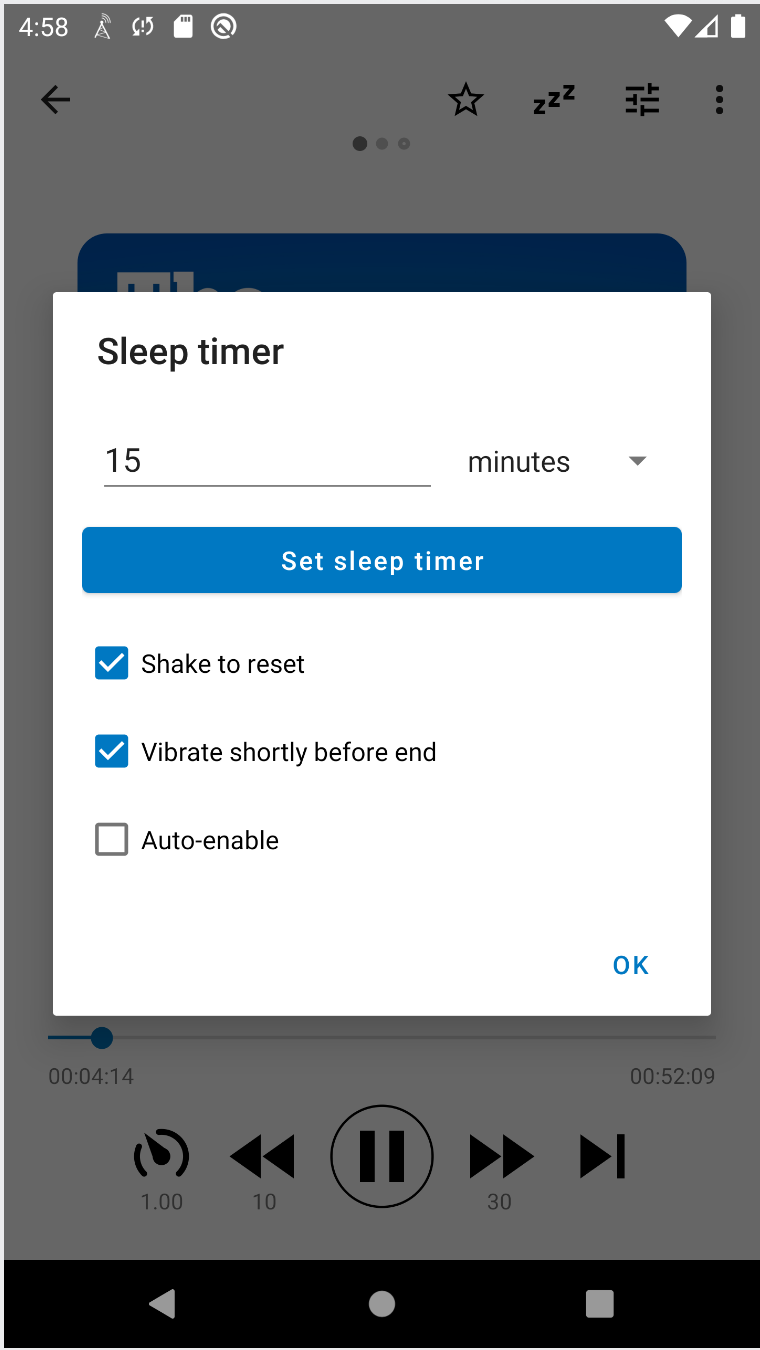 4:58
Sleep timer
15 minutes
Set sleep timer
Shake to reset
Vibrate shortly before end
Auto-enable
OK
00:04:14 00:52:09
1.00 10 30